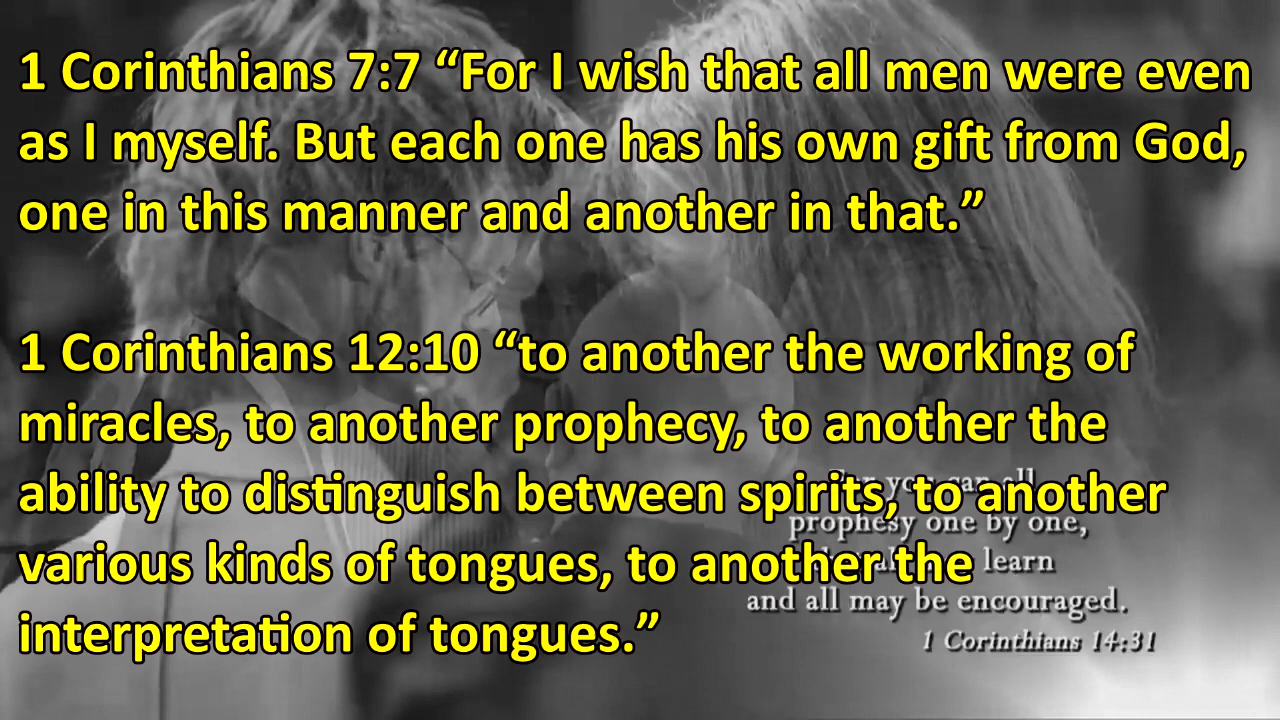 1 Corinthians 7:7 “For I wish that all men were even
as I myself. But each one has his own gift from God,
one in this manner and another in that.”
1 Corinthians 12:10 “to another the working of
miracles, to another prophecy, to another the
ability to distinguish between spirits, to another
various kinds of tongues, to another the
interpretation of tongues.”
you can all
prophesy one by one,
learn
and all may be encouraged.
1 Corinthians 14:31